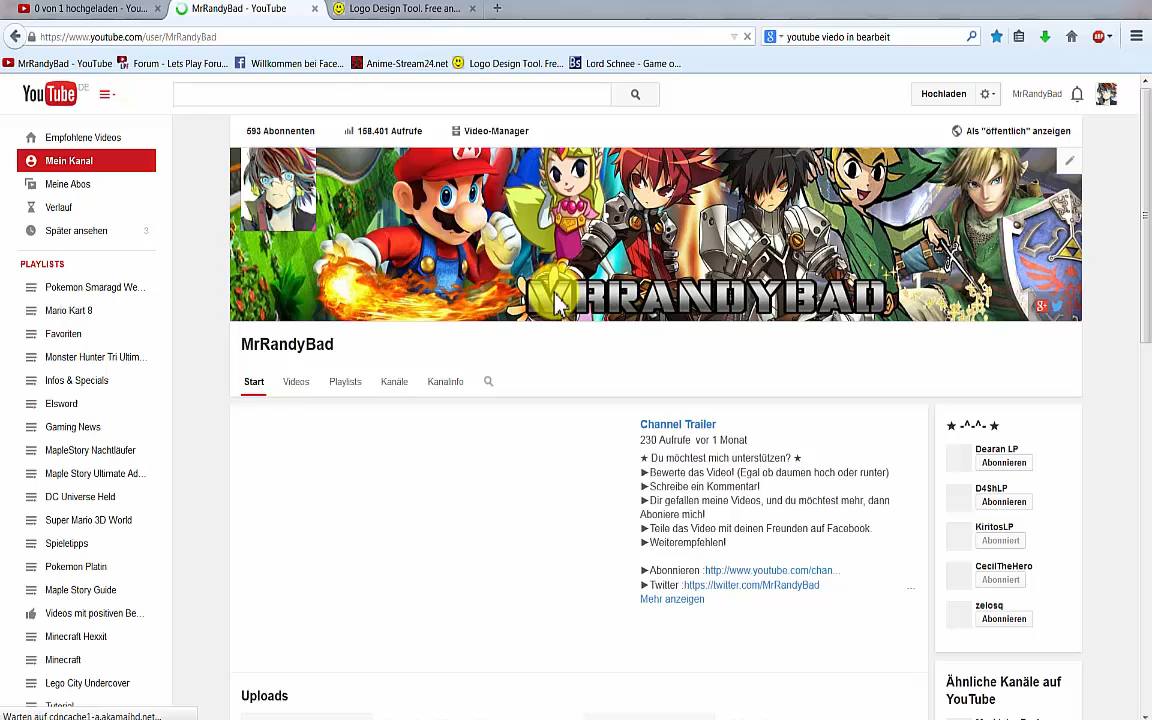 0 von 1 hochgeladen - You...
MrRandyBad - YouTube
Logo Design Tool. Free an...
https://www.youtube.com/user/MrRandyBad
youtube viedo in bearbeit
MrRandyBad - YouTube
Forum - Lets Play Foru...
Willkommen bei Face...
Anime-Stream24.net
Logo Design Tool. Fre...
Lord Schnee - Game o...
YouTube DE
Hochladen
MrRandyBad
Empfohlene Videos
Mein Kanal
Meine Abos
Verlauf
Später ansehen 3
PLAYLISTS
Pokemon Smaragd We...
Mario Kart 8
Favoriten
Monster Hunter Tri Ultim...
Infos & Specials
Elsword
Gaming News
MapleStory Nachtläufer
Maple Story Ultimate Ad...
DC Universe Held
Super Mario 3D World
Spieletipps
Pokemon Platin
Maple Story Guide
Videos mit positiven Be...
Minecraft Hexxit
Minecraft
Lego City Undercover
Tutorial
Warten auf cdncache1-a.akamaihd.net...
593 Abonnenten
158.401 Aufrufe
Video-Manager
Als "öffentlich" anzeigen
MRRANDYBAD
MrRandyBad
Start
Videos
Playlists
Kanäle
Kanalinfo
Channel Trailer
230 Aufrufe vor 1 Monat
★ Du möchtest mich unterstützen? ★
►Bewerte das Video! (Egal ob daumen hoch oder runter)
►Schreibe ein Kommentar!
►Dir gefallen meine Videos, und du möchtest mehr, dann
Aboniere mich!
►Teile das Video mit deinen Freunden auf Facebook.
►Weiterempfehlen!
►Abonnieren :http://www.youtube.com/chan...
►Twitter :https://twitter.com/MrRandyBad
...
Mehr anzeigen
Uploads
★ -^-^- ★
Dearan LP
Abonnieren
D4ShLP
Abonnieren
KiritosLP
Abonniert
CecilTheHero
Abonniert
zelosq
Abonnieren
Ähnliche Kanäle auf
YouTube